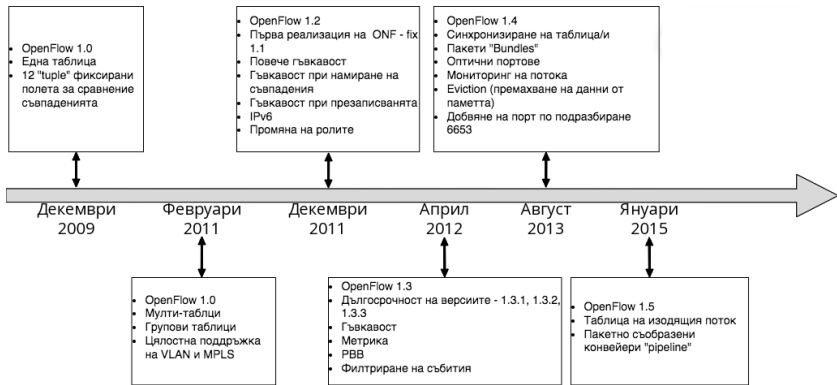 OpenFlow 1.0
Една таблица
12 "tuple" фиксирани
полета за сравнение
съвпаденията
OpenFlow 1.2
Първа реализация на ONF - fix
1.1
Повече гъвкавост
Гъвкавост при намиране на
съвпадения
Гъвкавост при презаписванята
IPv6
Промяна на ролите
OpenFlow 1.4
Синхронизиране на таблица/и
Пакети "Bundles"
Оптични портове
Мониторинг на потока
Eviction (премахване на данни от
паметта)
Добвяне на порт по подразбиране
6653
Декември
2009
Февруари
2011
Декември
2011
Април
2012
Август
2013
Януари
2015
OpenFlow 1.0
Мулти-таблци
Групови таблици
Цялостна поддръжка
на VLAN и MPLS
OpenFlow 1.3
Дългосрочност на версиите - 1.3.1, 1.3.2,
1.3.3
Гъвкавост
Метрика
PBB
Филтриране на събития
OpenFlow 1.5
Таблица на изодящия поток
Пакетно съобразени
конвейери "pipeline"